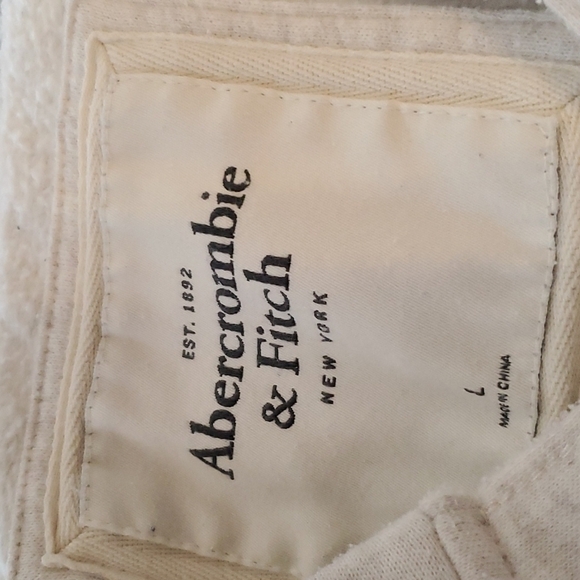 EST. 1892
Abercrombie
& Fitch
NEW YORK
L
MADE IN CHINA